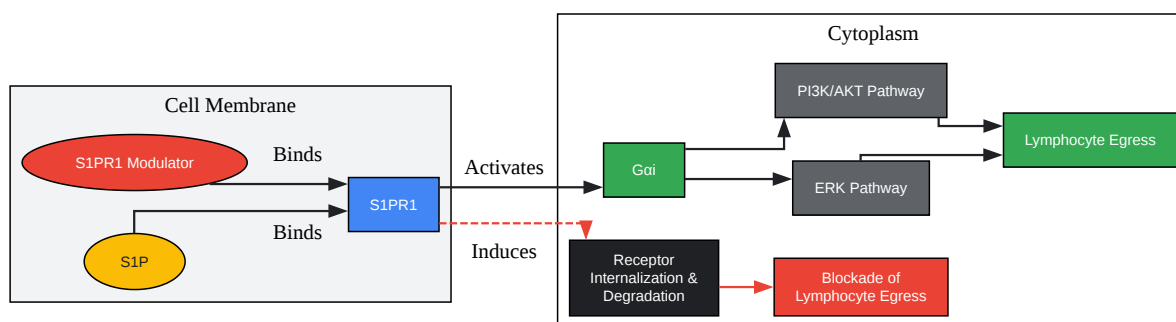 Cytoplasm
Cell Membrane
PI3K/AKT Pathway
Lymphocyte Egress
S1PR1 Modulator
Binds
Activates
Gαi
ERK Pathway
S1PR1
Binds
Induces
S1P
Receptor
Internalization &
Degradation
Blockade of
Lymphocyte Egress